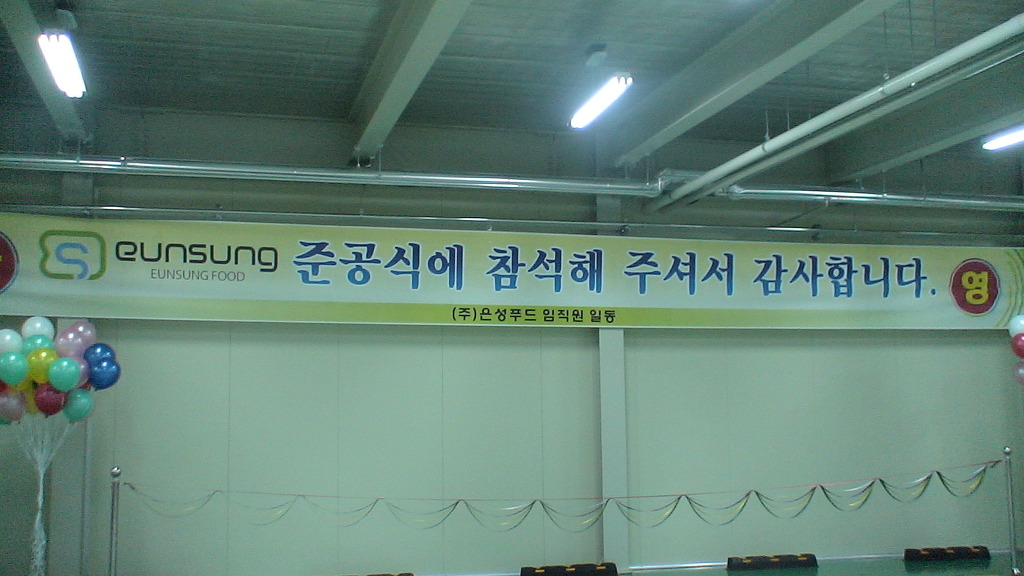 eunsung
EUNSUNG FOOD
준공식에 참석해 주셔서 감사합니다.
영
(주)은성푸드 임직원 일동